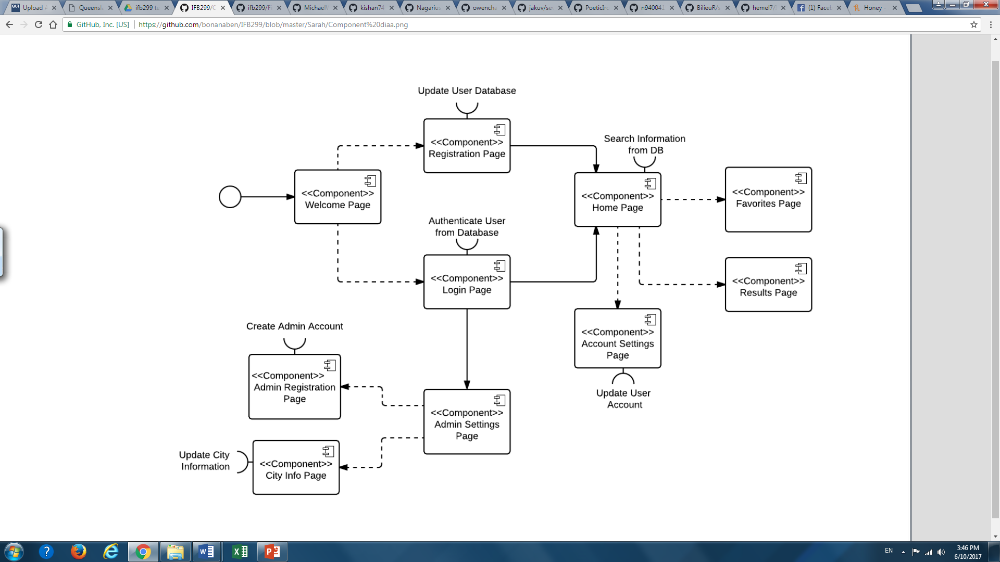 QUT Upload
Queensl
ifb299 te
IFB299/C
ifb299/F
Michael
kishan74
Nagarius
owencha
jakuv/se
PoeticIro
n940041
BilieuR/s
hemel7/
(1) Faceb
Honey -
GitHub, Inc. [US]
https://github.com/bonanaben/IFB299/blob/master/Sarah/Component%20diaa.png
Update User Database
<<Component>>
Registration Page
Search Information
from DB
<<Component>>
Welcome Page
<<Component>>
Home Page
<<Component>>
Favorites Page
Authenticate User
from Database
<<Component>>
Login Page
<<Component>>
Results Page
Create Admin Account
<<Component>>
Account Settings
Page
<<Component>>
Admin Registration
Page
Update User
Account
<<Component>>
Admin Settings
Page
Update City
Information
<<Component>>
City Info Page
EN
3:46 PM
6/10/2017